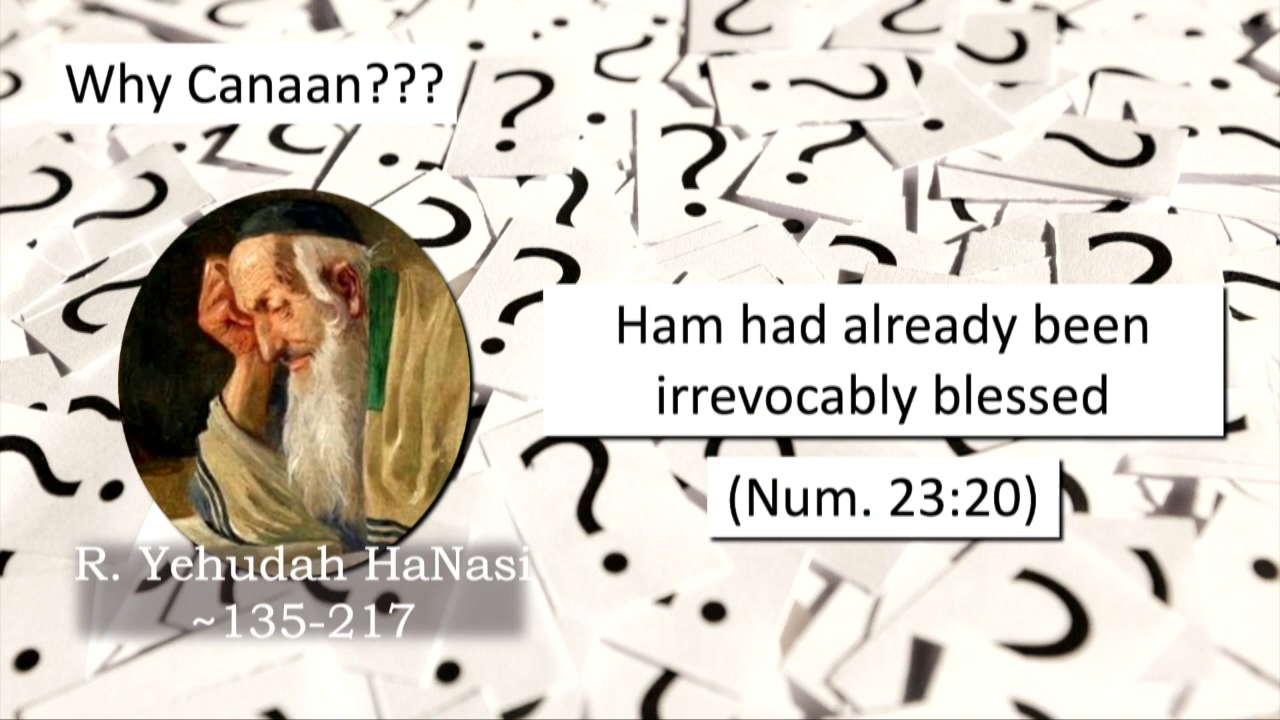 Why Canaan???
Ham had already been
irrevocably blessed
(Num. 23:20)
R. Yehudah HaNasi
~135-217